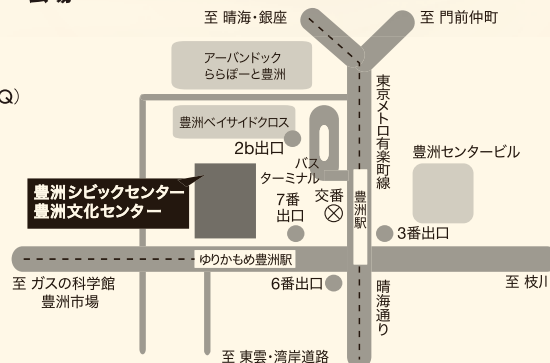 至 晴海・銀座
至 門前仲町
アーバンドック
ららぽーと豊洲
Q）
豊洲ベイサイドクロス
2b出口
東京メトロ有楽町線
豊洲センタービル
バス
ターミナル
豊洲シビックセンター
豊洲文化センター
7番
出口
交番
豊洲駅
3番出口
ゆりかもめ豊洲駅
至 ガスの科学館
豊洲市場
6番出口
晴海通り
至 枝川
至 東雲・湾岸道路